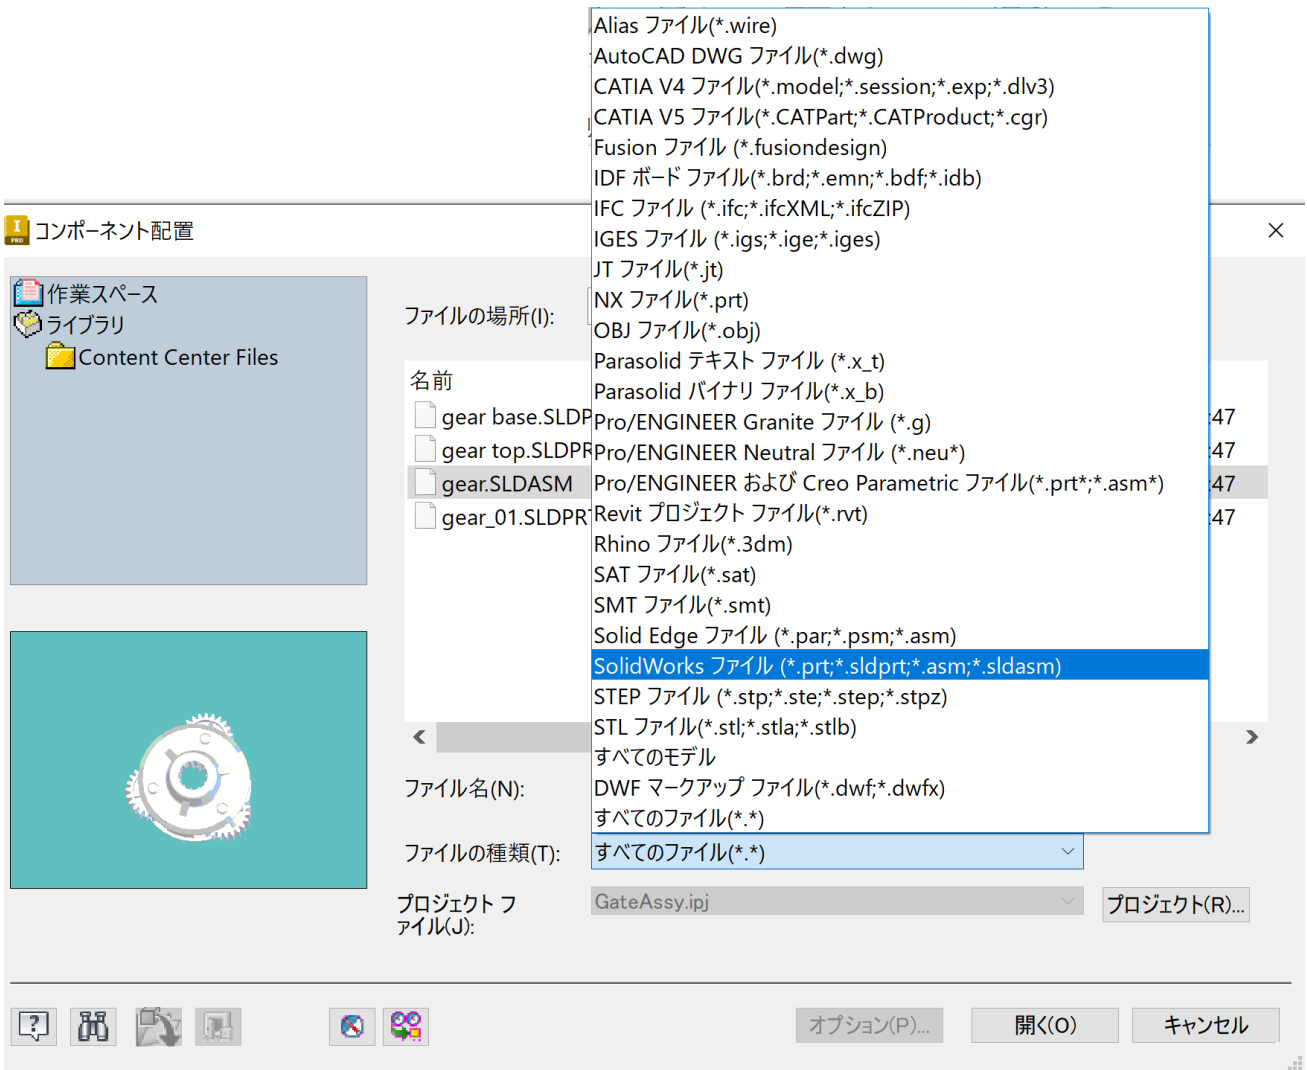 Alias ファイル(*.wire)
AutoCAD DWG ファイル(*.dwg)
CATIA V4 ファイル(*.model;*.session;*.exp;*.dlv3)
CATIA V5 ファイル(*.CATPart;*.CATProduct;*.cgr)
Fusion ファイル (*.fusiondesign)
IDF ボード ファイル(*.brd;*.emn;*.bdf;*.idb)
IFC ファイル (*.ifc;*.ifcXML;*.ifcZIP)
IGES ファイル (*.igs;*.ige;*.iges)
JT ファイル(*.jt)
NX ファイル(*.prt)
OBJ ファイル(*.obj)
Parasolid テキスト ファイル (*.x_t)
Parasolid バイナリ ファイル(*.x_b)
Pro/ENGINEER Granite ファイル (*.g)
Pro/ENGINEER Neutral ファイル (*.neu*)
Pro/ENGINEER および Creo Parametric ファイル(*.prt*;*.asm*)
Revit プロジェクト ファイル(*.rvt)
Rhino ファイル(*.3dm)
SAT ファイル(*.sat)
SMT ファイル(*.smt)
Solid Edge ファイル (*.par;*.psm;*.asm)
SolidWorks ファイル (*.prt;*.sldprt;*.asm;*.sldasm)
STEP ファイル (*.stp;*.ste;*.step;*.stpz)
STL ファイル(*.stl;*.stla;*.stlb)
すべてのモデル
DWF マークアップ ファイル(*.dwf;*.dwfx)
すべてのファイル(*.*)
I PRO コンポーネント配置
作業スペース
ライブラリ
Content Center Files
ファイルの場所(I):
名前
gear base.SLDP :47
gear top.SLDPR :47
gear.SLDASM :47
gear_01.SLDPRT :47
ファイル名(N):
ファイルの種類(T): すべてのファイル(*.*)
プロジェクト フ
ァイル(J):
GateAssy.ipj
プロジェクト(R)...
オプション(P)...
開く(O)
キャンセル